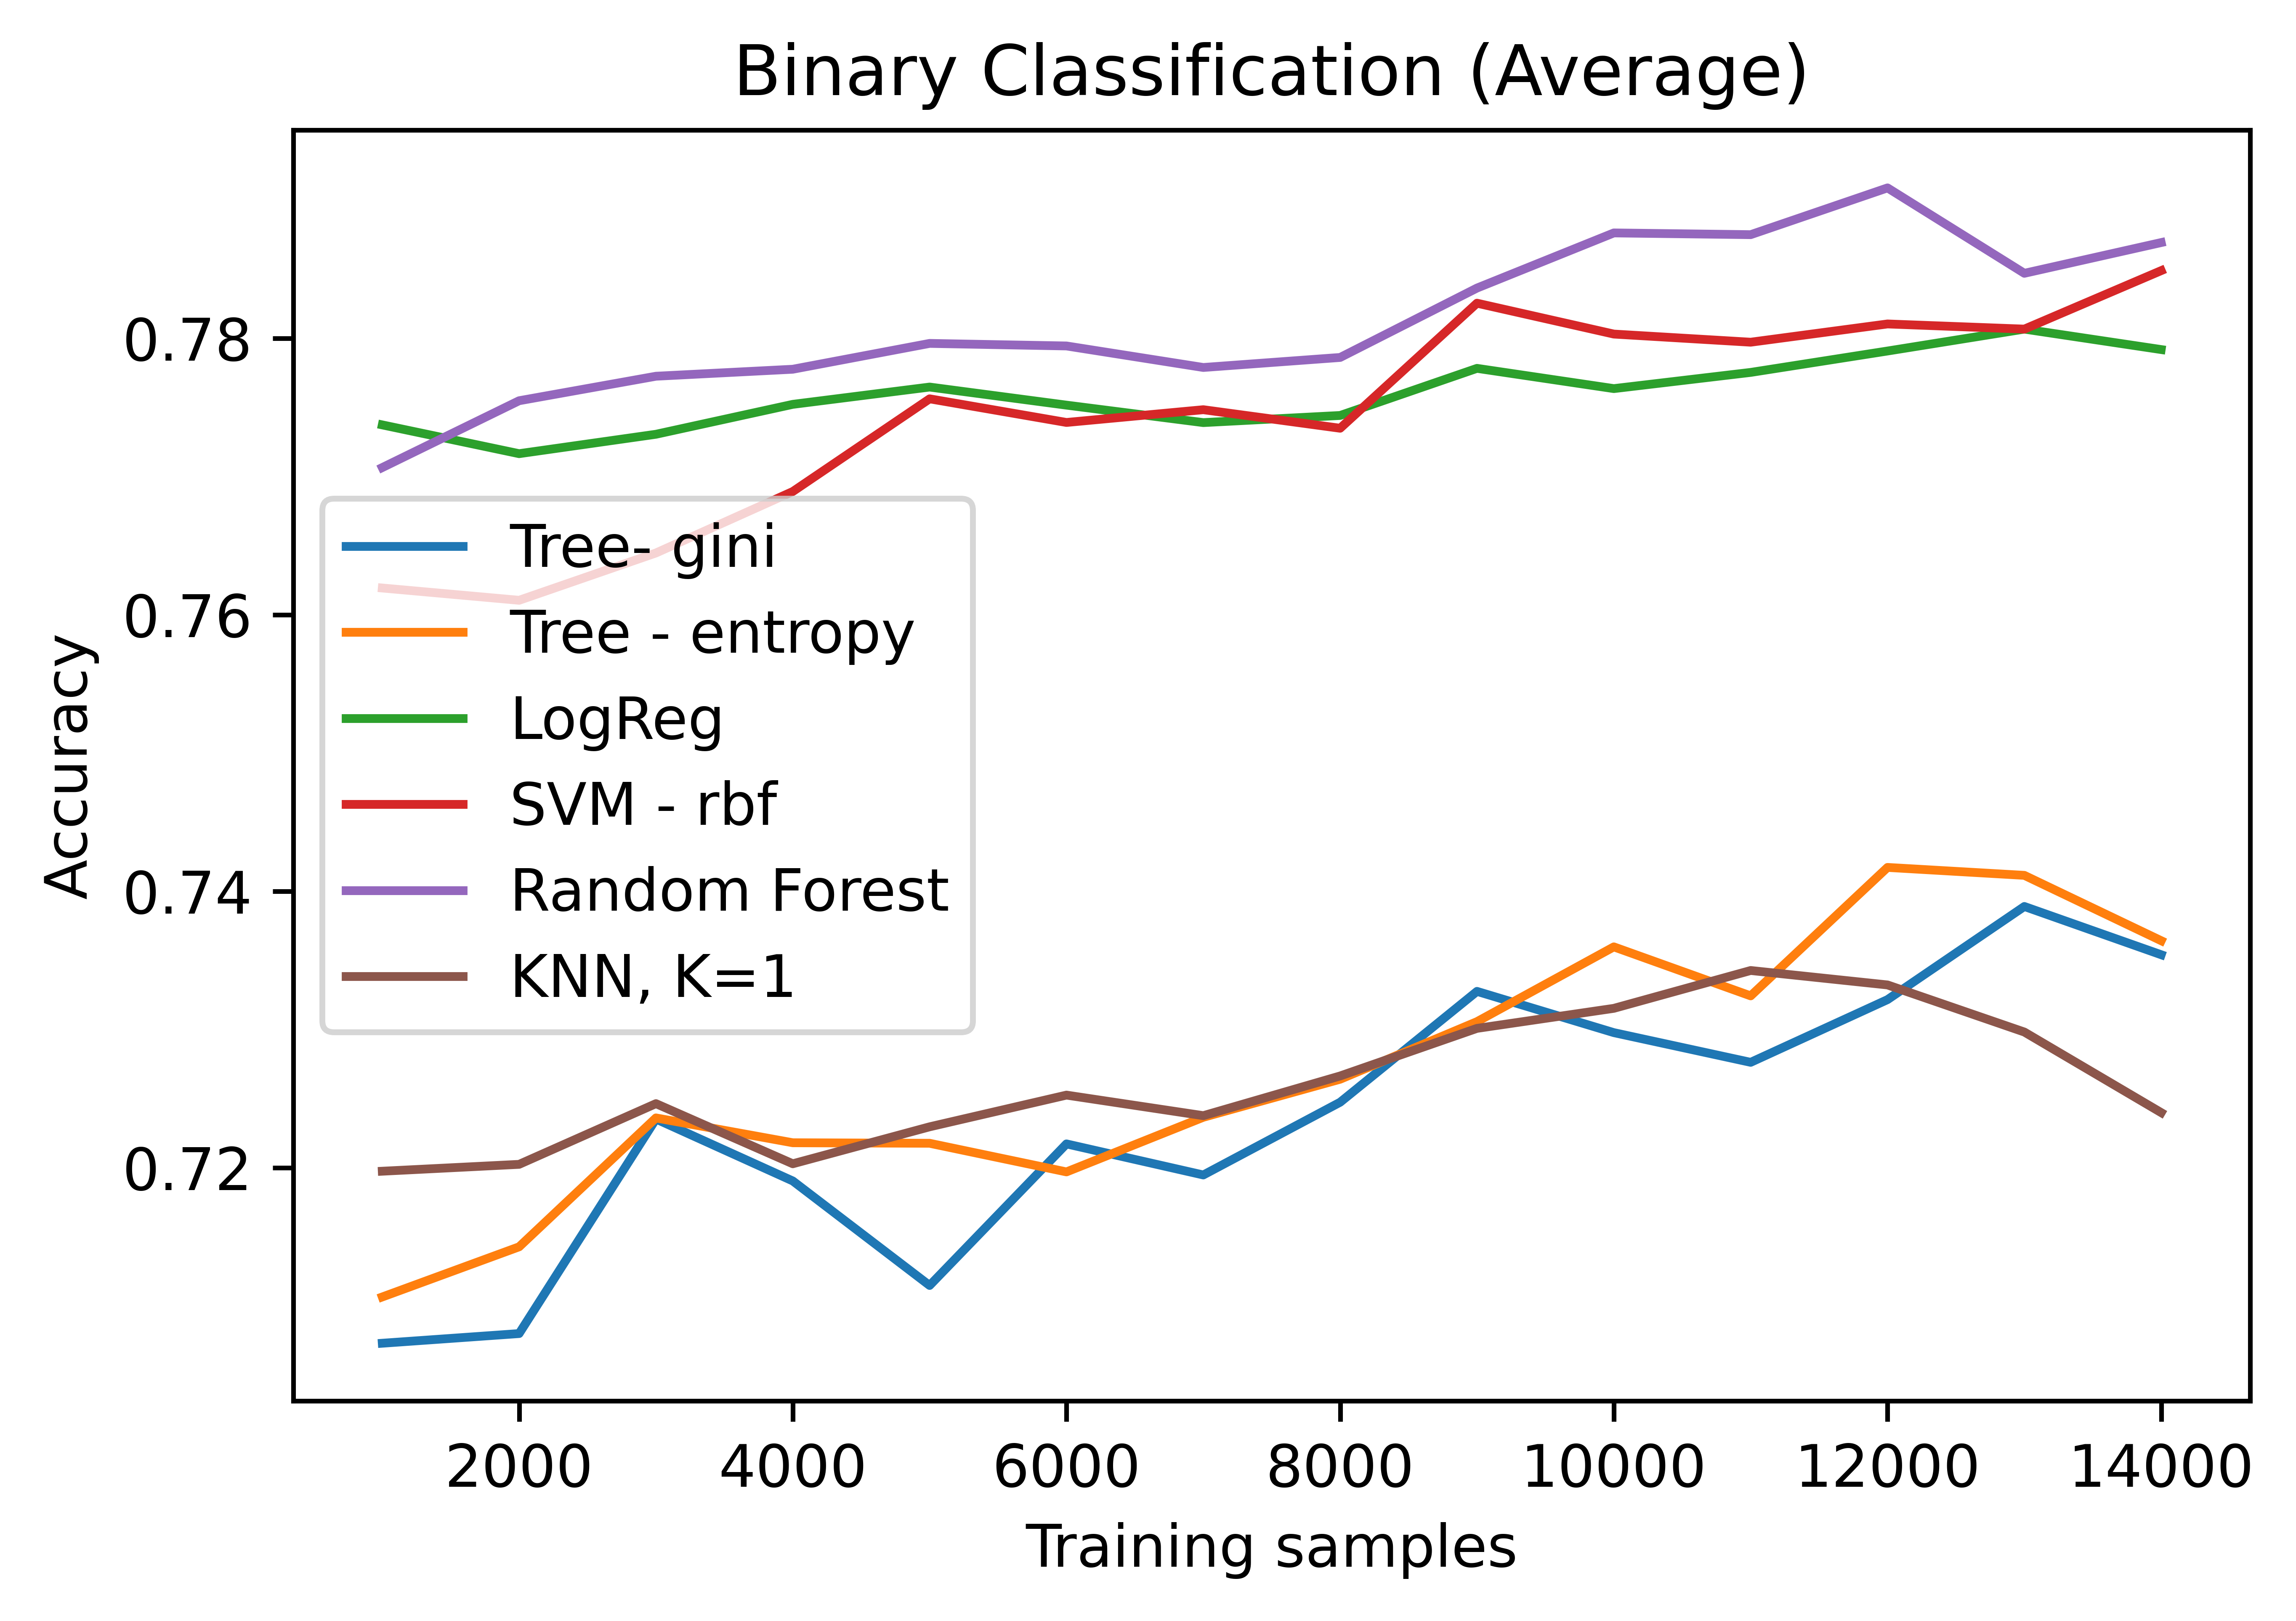 Binary Classification (Average)
0.78
0.76
0.74
0.72
Accuracy
Tree- gini
Tree - entropy
LogReg
SVM - rbf
Random Forest
KNN, K=1
2000 4000 6000 8000 10000 12000 14000
Training samples